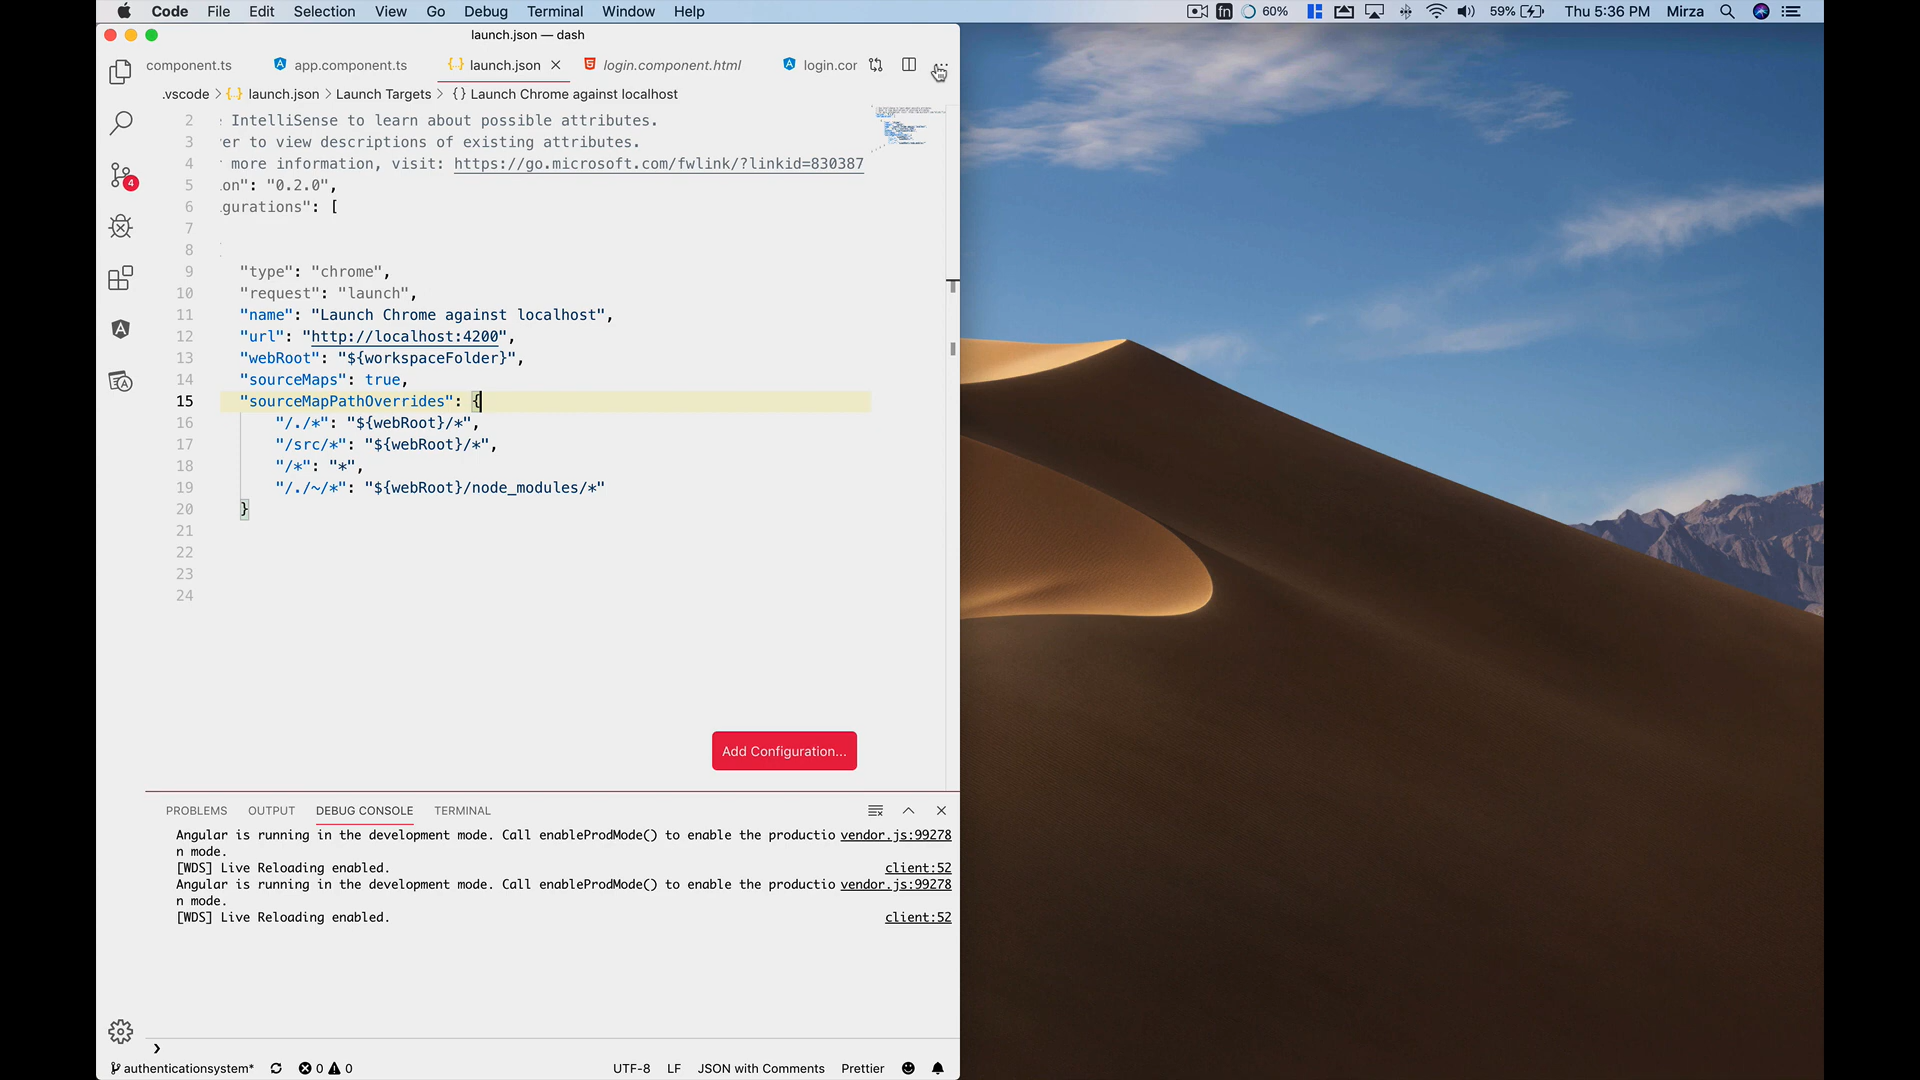 Code File Edit Selection View Go Debug Terminal Window Help
fn 60% 59% Thu 5:36 PM Mirza
launch.json — dash
component.ts app.component.ts launch.json login.component.html login.cor
.vscode > launch.json > Launch Targets > {} Launch Chrome against localhost
2 IntelliSense to learn about possible attributes.
3 er to view descriptions of existing attributes.
4 more information, visit: https://go.microsoft.com/fwlink/?linkid=830387
5 on": "0.2.0",
6 gurations": [
7
8
9 "type": "chrome",
10 "request": "launch",
11 "name": "Launch Chrome against localhost",
12 "url": "http://localhost:4200",
13 "webRoot": "${workspaceFolder}",
14 "sourceMaps": true,
15 "sourceMapPathOverrides": {
16 "/./*": "${webRoot}/*",
17 "/src/*": "${webRoot}/*",
18 "/*": "*",
19 "/./~/*": "${webRoot}/node_modules/*"
20 }
21
22
23
24
4
Add Configuration...
PROBLEMS OUTPUT DEBUG CONSOLE TERMINAL
Angular is running in the development mode. Call enableProdMode() to enable the productio vendor.js:99278
n mode.
[WDS] Live Reloading enabled. client:52
Angular is running in the development mode. Call enableProdMode() to enable the productio vendor.js:99278
n mode.
[WDS] Live Reloading enabled. client:52
authenticationsystem* 0 0 UTF-8 LF JSON with Comments Prettier